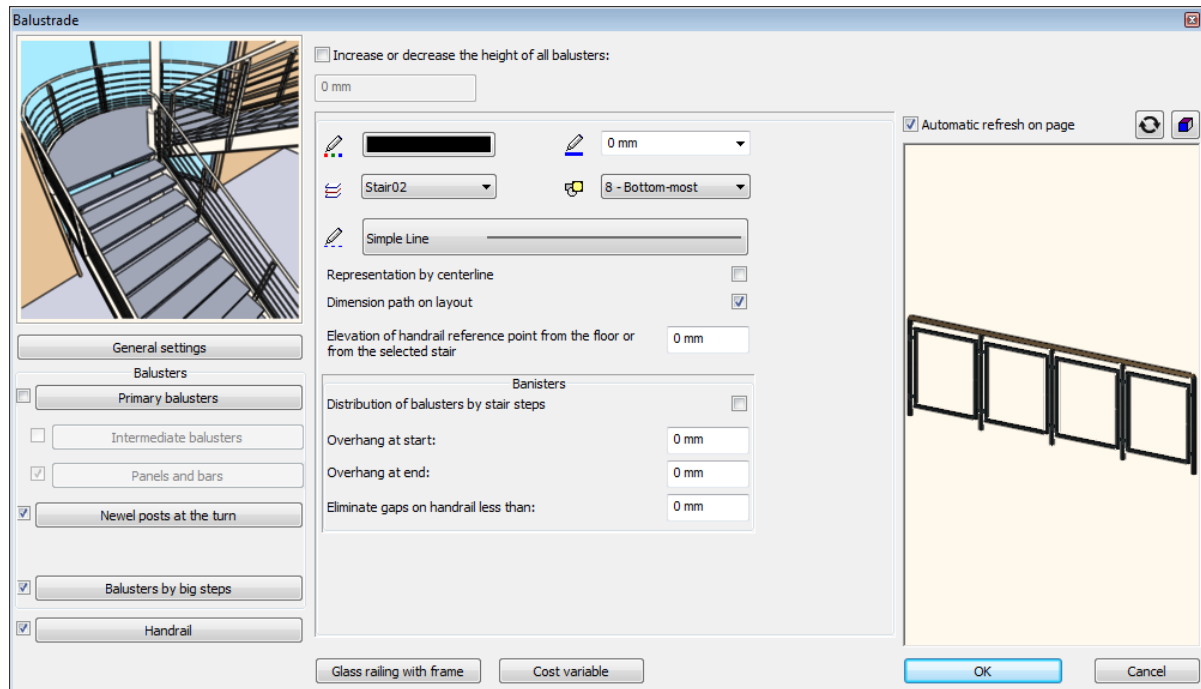 Balustrade
Increase or decrease the height of all balusters:
0 mm
0 mm
Stair02
8 - Bottom-most
Simple Line
Representation by centerline
Dimension path on layout
Elevation of handrail reference point from the floor or
from the selected stair
0 mm
Banisters
Distribution of balusters by stair steps
Overhang at start:
0 mm
Overhang at end:
0 mm
Eliminate gaps on handrail less than:
0 mm
General settings
Balusters
Primary balusters
Intermediate balusters
Panels and bars
Newel posts at the turn
Balusters by big steps
Handrail
Automatic refresh on page
Glass railing with frame
Cost variable
OK
Cancel